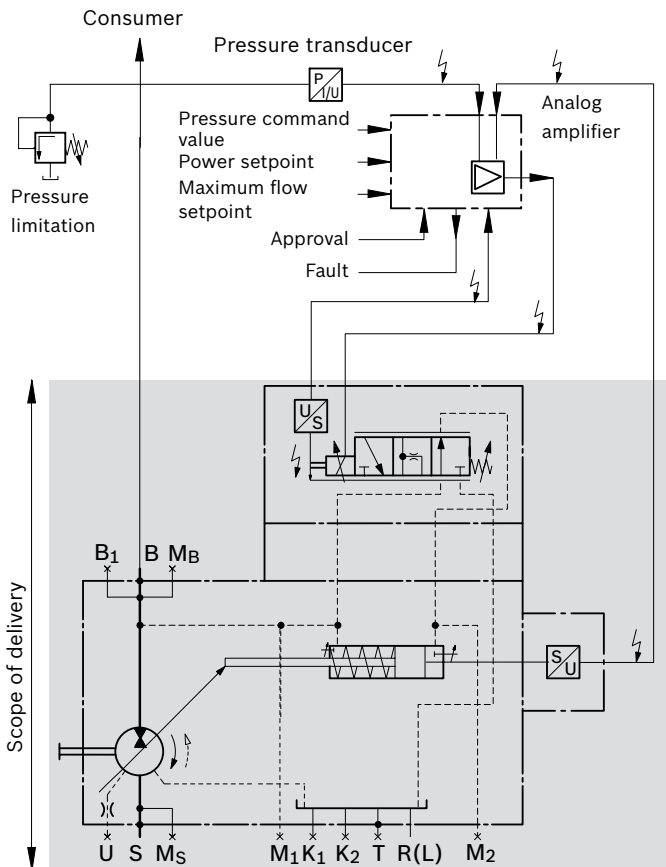 Consumer
Pressure transducer
P
I/U
Analog
amplifier
Pressure command
value
Power setpoint
Maximum flow
setpoint
Pressure
limitation
Approval
Fault
U
S
Scope of delivery
B1 B MB
S
U
U S MS M1 K1 K2 T R(L) M2